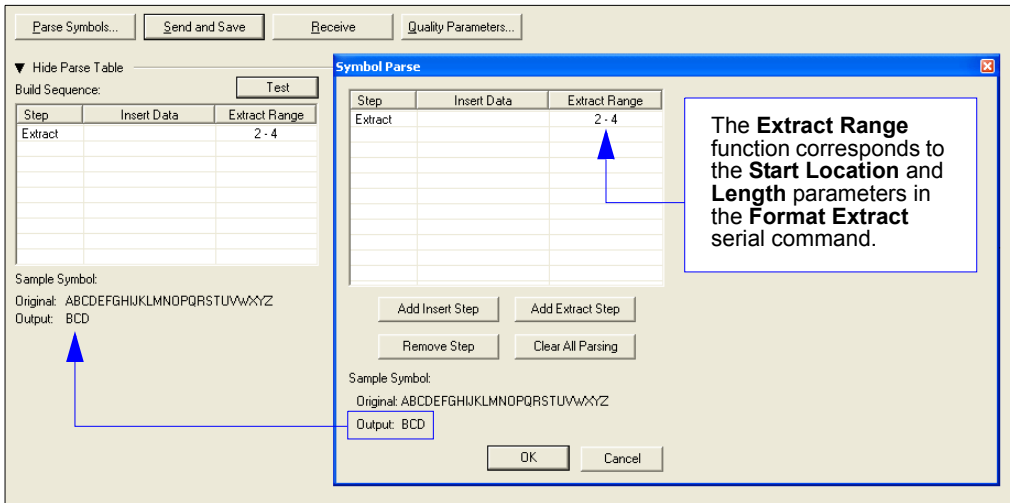 Parse Symbols... Send and Save Receive Quality Parameters...
Hide Parse Table
Build Sequence: Test
Step Insert Data Extract Range
Extract 2 - 4
Sample Symbol:
Original: ABCDEFGHIJKLMNOPQRSTUVWXYZ
Output: BCD
Symbol Parse
Step Insert Data Extract Range
Extract 2 - 4
Add Insert Step Add Extract Step
Remove Step Clear All Parsing
Sample Symbol:
Original: ABCDEFGHIJKLMNOPQRSTUVWXYZ
Output: BCD
OK Cancel
The Extract Range
function corresponds to
the Start Location and
Length parameters in
the Format Extract
serial command.